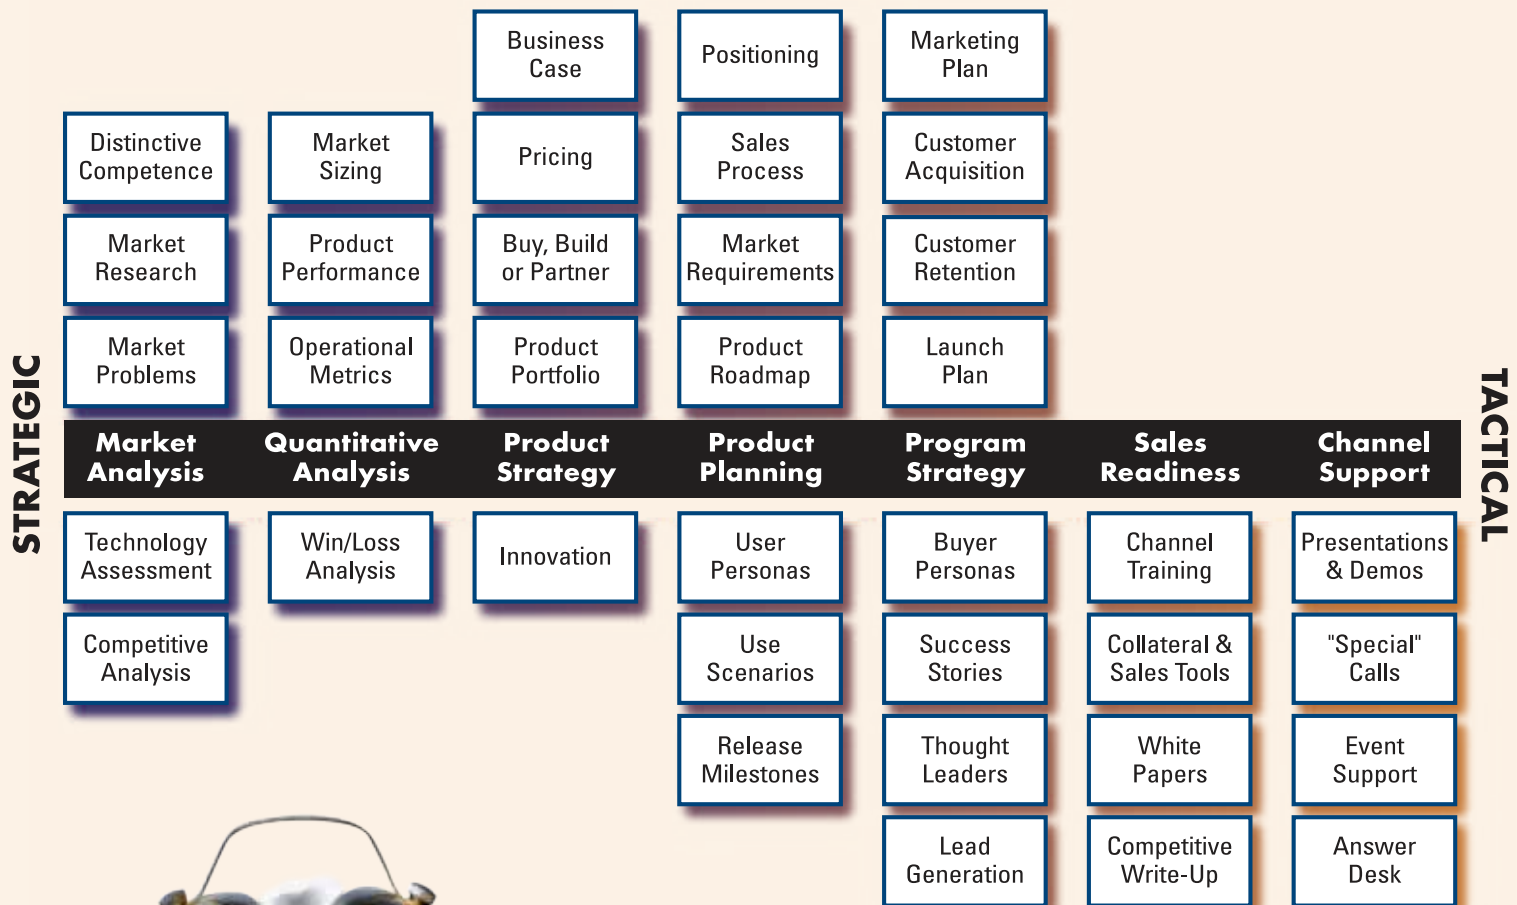 Business
Case
Positioning
Marketing
Plan
Distinctive
Competence
Market
Sizing
Pricing
Sales
Process
Customer
Acquisition
Market
Research
Product
Performance
Buy, Build
or Partner
Market
Requirements
Customer
Retention
Market
Problems
Operational
Metrics
Product
Portfolio
Product
Roadmap
Launch
Plan
STRATEGIC
Market
Analysis
Quantitative
Analysis
Product
Strategy
Product
Planning
Program
Strategy
Sales
Readiness
Channel
Support
TACTICAL
Technology
Assessment
Win/Loss
Analysis
Innovation
User
Personas
Buyer
Personas
Channel
Training
Presentations
& Demos
Competitive
Analysis
Use
Scenarios
Success
Stories
Collateral &
Sales Tools
"Special"
Calls
Release
Milestones
Thought
Leaders
White
Papers
Event
Support
Lead
Generation
Competitive
Write-Up
Answer
Desk